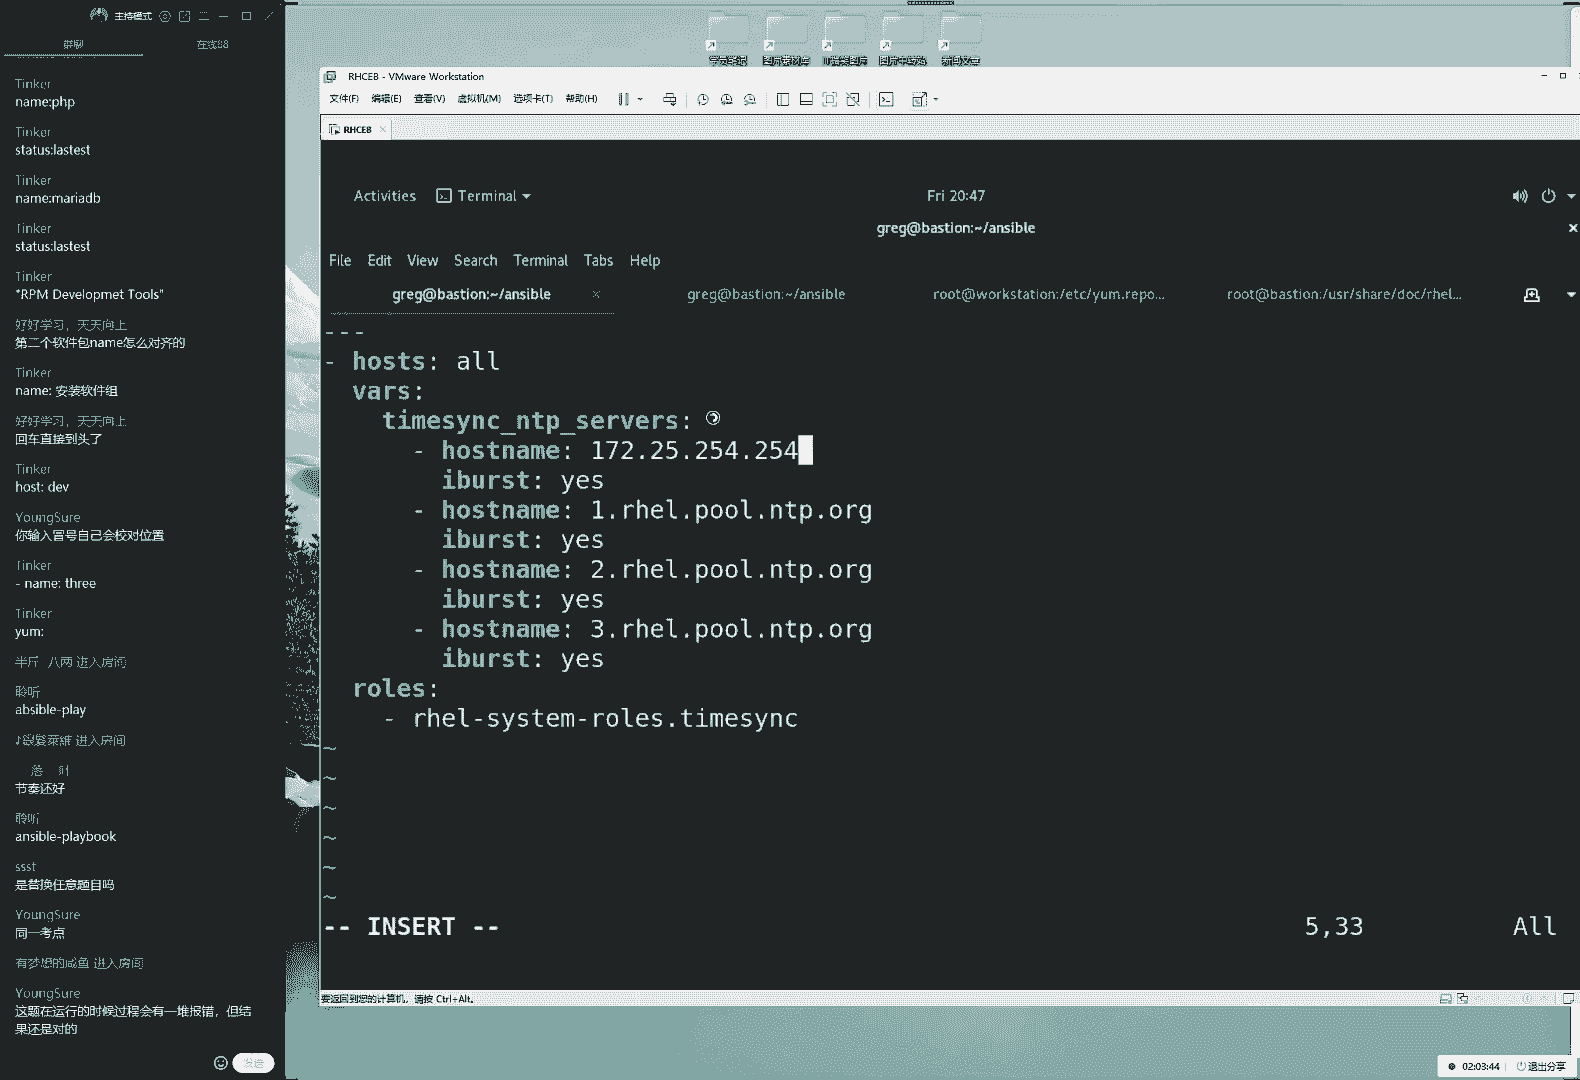 主持模式
群聊
在线88
Tinker
name:php
Tinker
status:lastest
Tinker
name:mariadb
Tinker
status:lastest
Tinker
"RPM Developmet Tools"
好好学习，天天向上
第二个软件包name怎么对齐的
Tinker
name: 安装软件组
好好学习，天天向上
回车直接到头了
Tinker
host: dev
YoungSure
你输入冒号自己会校对位置
Tinker
- name: three
Tinker
yum:
半斤 八两 进入房间
聆听
absible-play
进入房间
节奏还好
聆听
ansible-playbook
ssst
是替换任意题目吗
YoungSure
同一考点
有梦想的咸鱼 进入房间
YoungSure
这题在运行的时候过程会有一堆报错，但结
果还是对的
发送
RHCEB - VMware Workstation
文件(F) 编辑(E) 查看(V) 虚拟机(M) 选项卡(T) 帮助(H)
RHCEB
Activities Terminal Fri 20:47
greg@bastion:~/ansible
File Edit View Search Terminal Tabs Help
greg@bastion:~/ansible greg@bastion:~/ansible root@workstation:/etc/yum.repo... root@bastion:/usr/share/doc/rhel...
---
- hosts: all
vars:
timesync_ntp_servers:
- hostname: 172.25.254.254
iburst: yes
- hostname: 1.rhel.pool.ntp.org
iburst: yes
- hostname: 2.rhel.pool.ntp.org
iburst: yes
- hostname: 3.rhel.pool.ntp.org
iburst: yes
roles:
- rhel-system-roles.timesync
~
~
~
~
~
~
-- INSERT -- 5,33 All
要返回到您的计算机，请按 Ctrl+Alt。
02:03:44 退出分享